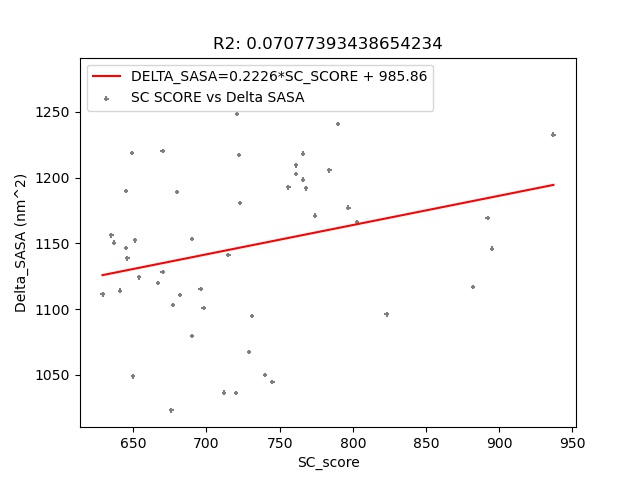 R2: 0.07077393438654234
DELTA_SASA=0.2226*SC_SCORE + 985.86
SC SCORE vs Delta SASA
Delta_SASA (nm^2)
1250
1200
1150
1100
1050
650 700 750 800 850 900 950
SC_score